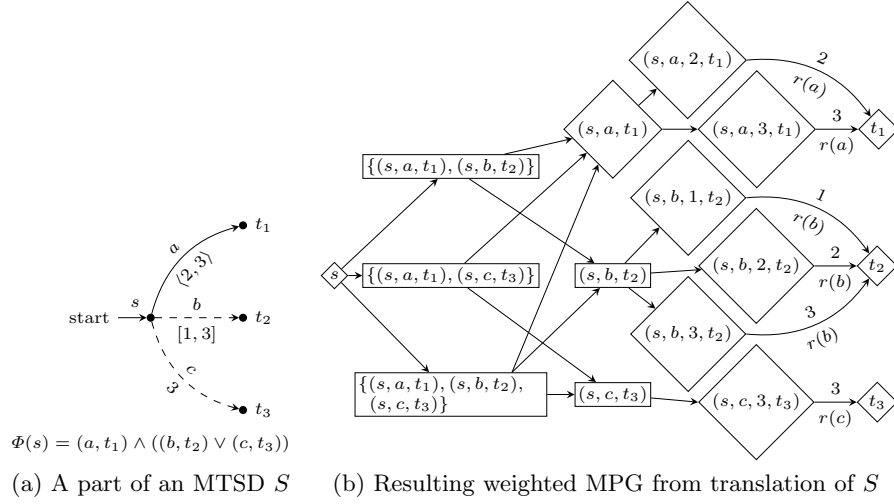 s
start
a
⟨2, 3⟩
b
[1, 3]
c
3
t₁
t₂
t₃
Φ(s) = (a, t₁) ∧ ((b, t₂) ∨ (c, t₃))
(a) A part of an MTSD S
s
{(s, a, t₁), (s, b, t₂)}
{(s, a, t₁), (s, c, t₃)}
{(s, a, t₁), (s, b, t₂),
(s, c, t₃)}
(s, a, t₁)
(s, b, t₂)
(s, c, t₃)
(s, a, 2, t₁)
(s, a, 3, t₁)
(s, b, 1, t₂)
(s, b, 2, t₂)
(s, b, 3, t₂)
(s, c, 3, t₃)
2
r(a)
3
r(a)
1
r(b)
2
r(b)
3
r(b)
3
r(c)
t₁
t₂
t₃
(b) Resulting weighted MPG from translation of S